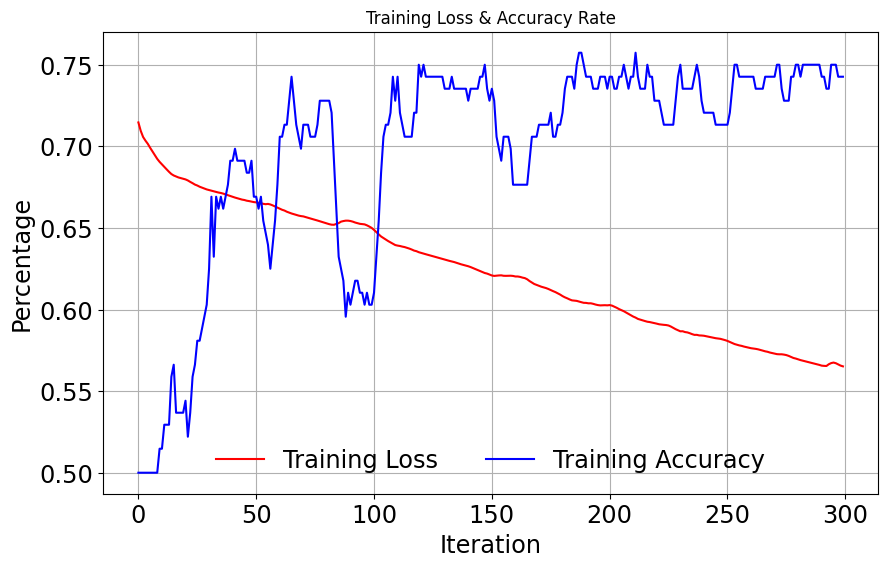 Training Loss & Accuracy Rate
Percentage
0.75
0.70
0.65
0.60
0.55
0.50
Training Loss
Training Accuracy
0 50 100 150 200 250 300
Iteration